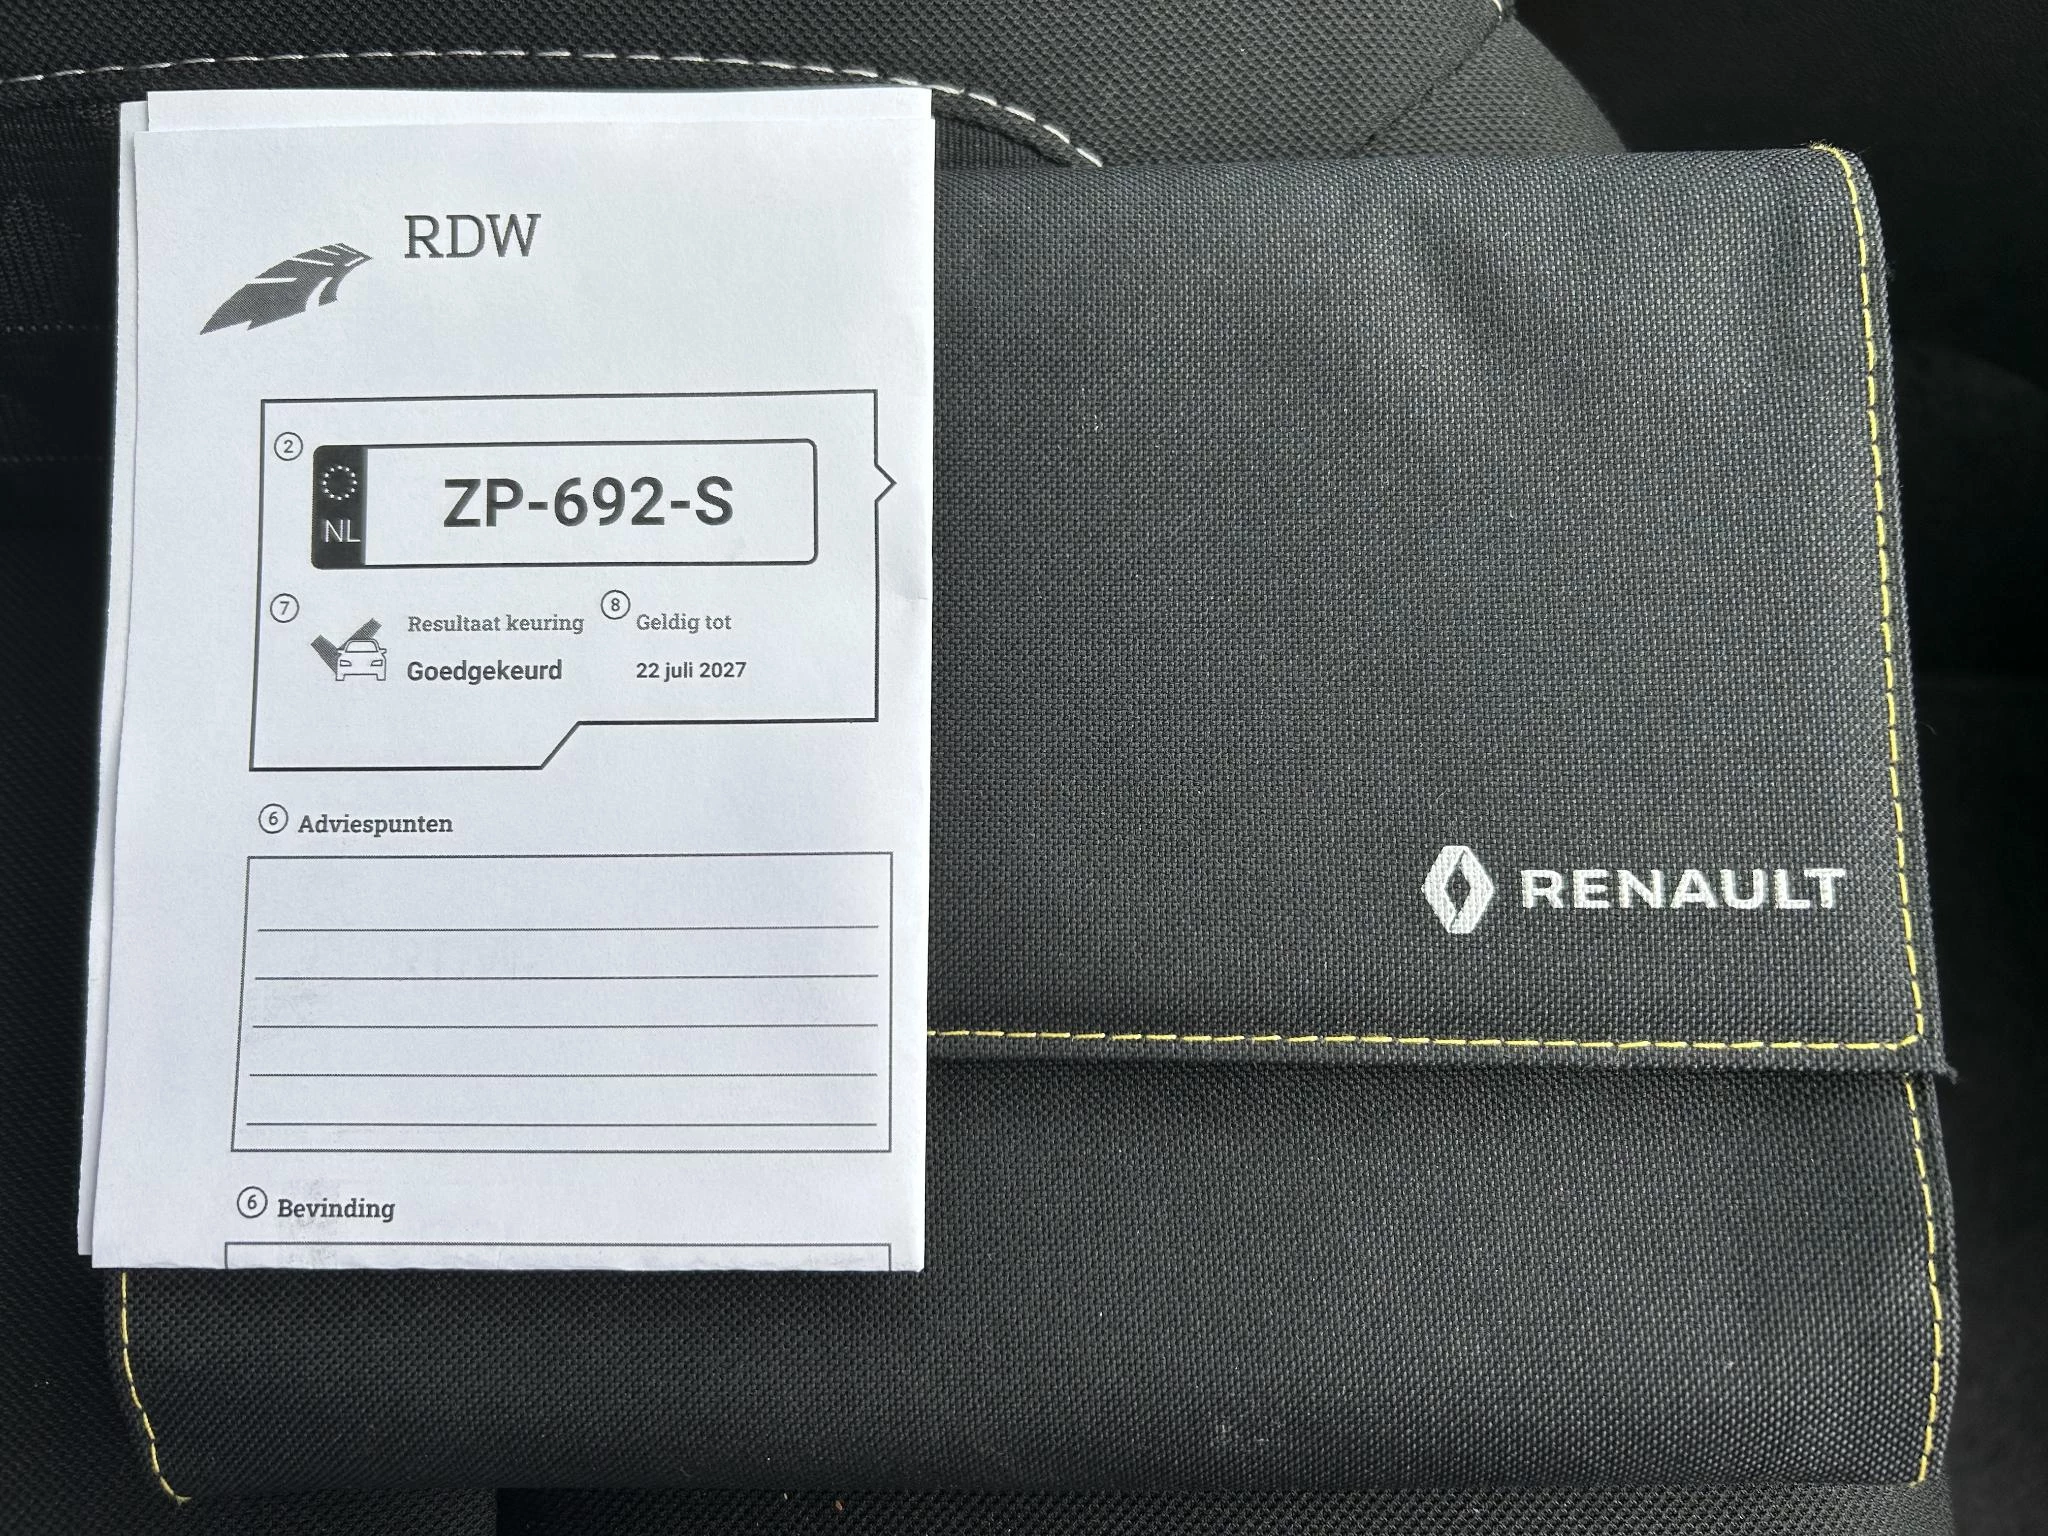 RDW
2
NL
ZP-692-S
7
Resultaat keuring
8
Geldig tot
Goedgekeurd
22 juli 2027
6 Adviespunten
RENAULT
6 Bevinding